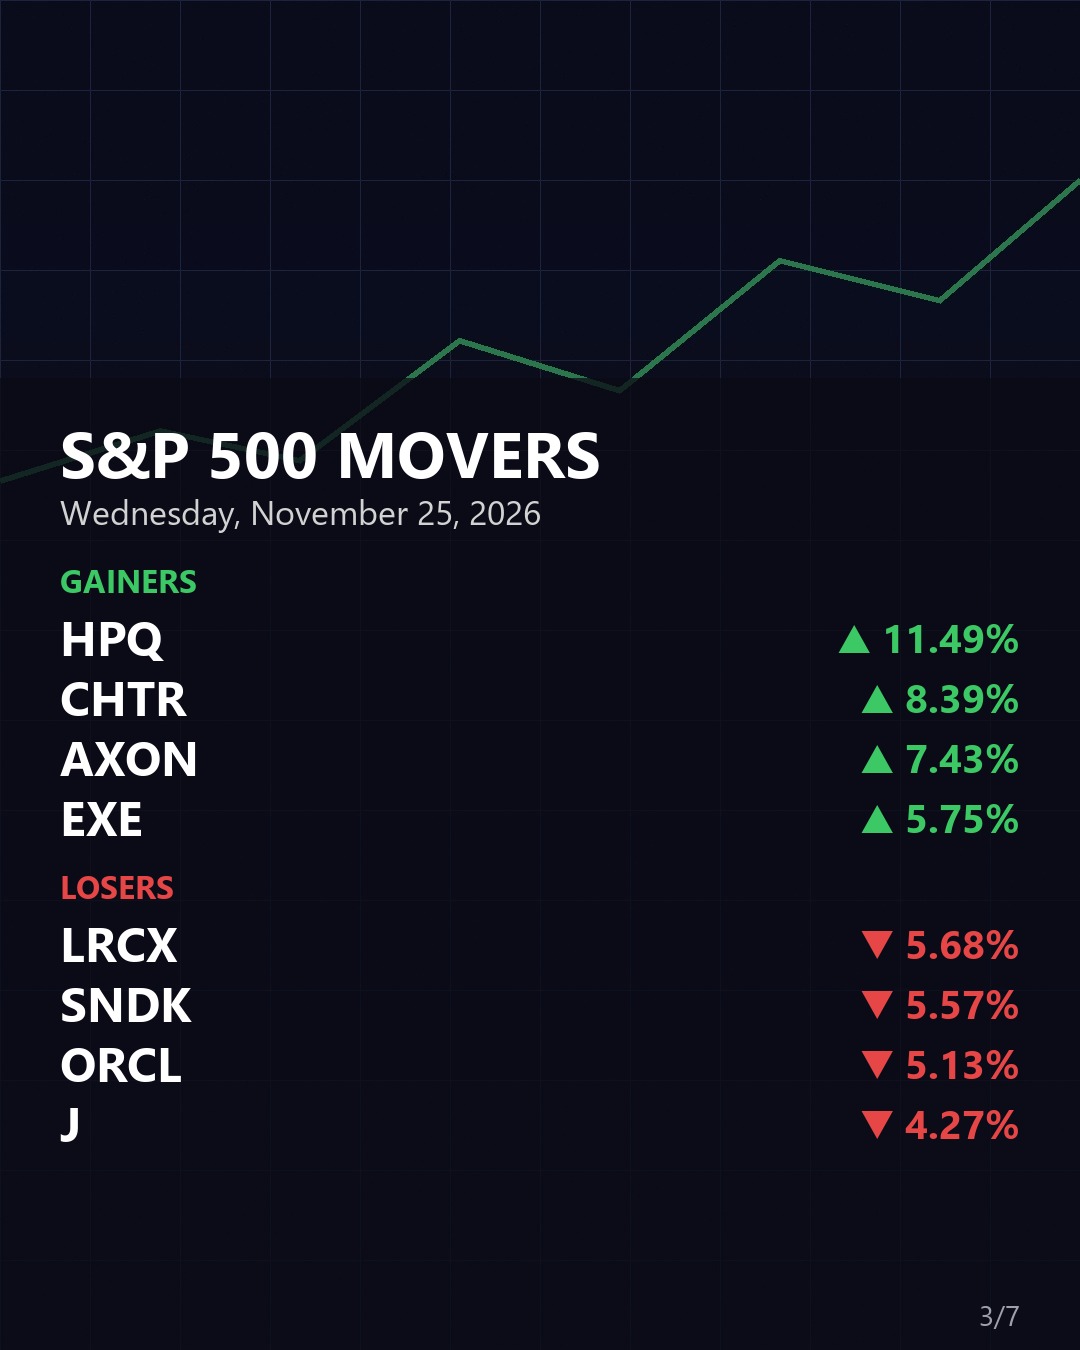 S&P 500 MOVERS
Wednesday, November 25, 2026
GAINERS
HPQ ▲ 11.49%
CHTR ▲ 8.39%
AXON ▲ 7.43%
EXE ▲ 5.75%
LOSERS
LRCX ▼ 5.68%
SNDK ▼ 5.57%
ORCL ▼ 5.13%
J ▼ 4.27%
3/7